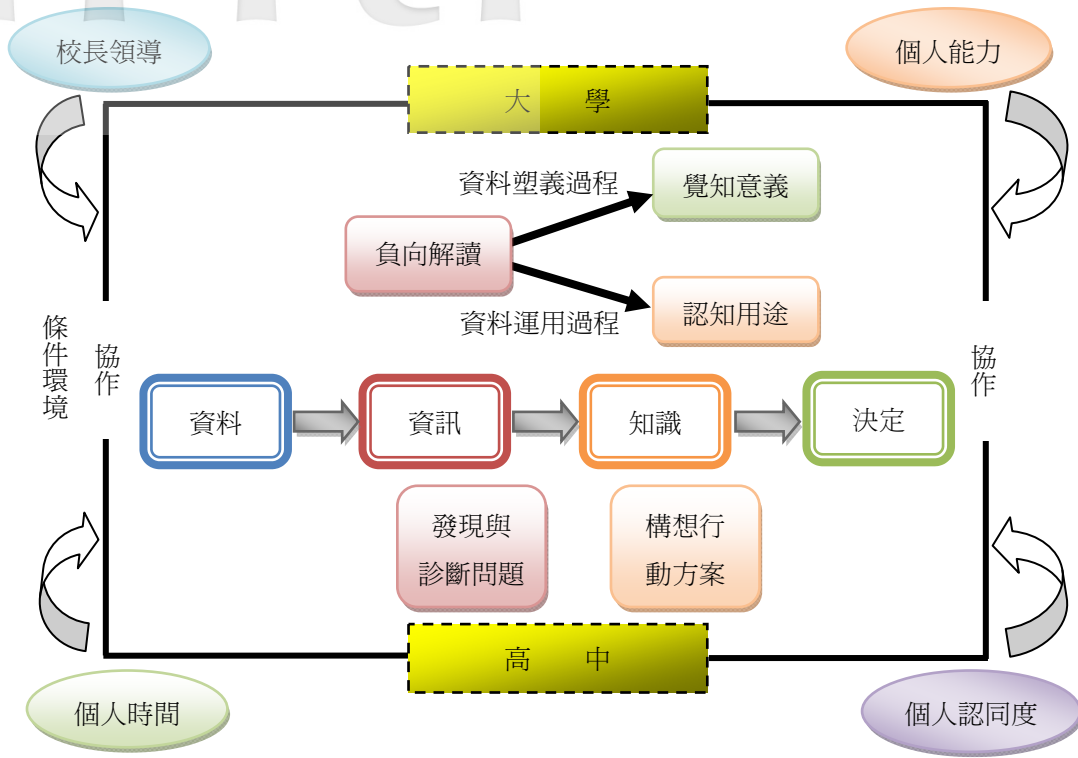 校長領導
個人能力
大學
資料塑義過程
覺知意義
負向解讀
資料運用過程
認知用途
條件環境
協作
協作
資料
資訊
知識
決定
發現與
診斷問題
構想行
動方案
高中
個人時間
個人認同度